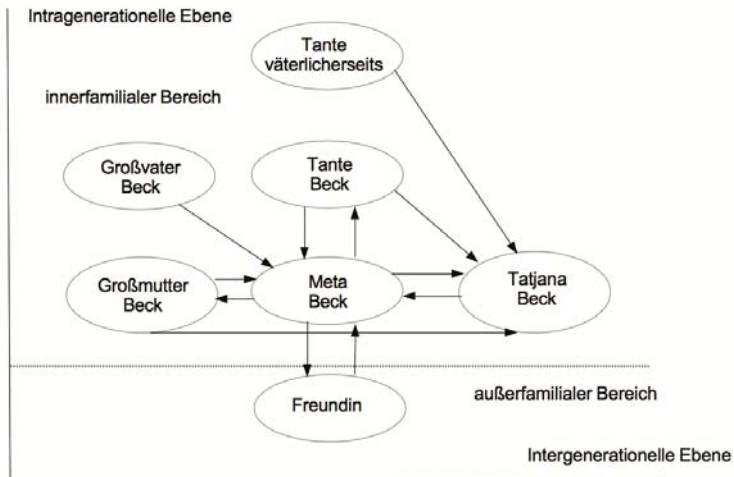 Intragenerationelle Ebene
Tante
väterlicherseits
innerfamilialer Bereich
Großvater
Beck
Tante
Beck
Großmutter
Beck
Meta
Beck
Tatjana
Beck
Freundin
außerfamilialer Bereich
Intergenerationelle Ebene